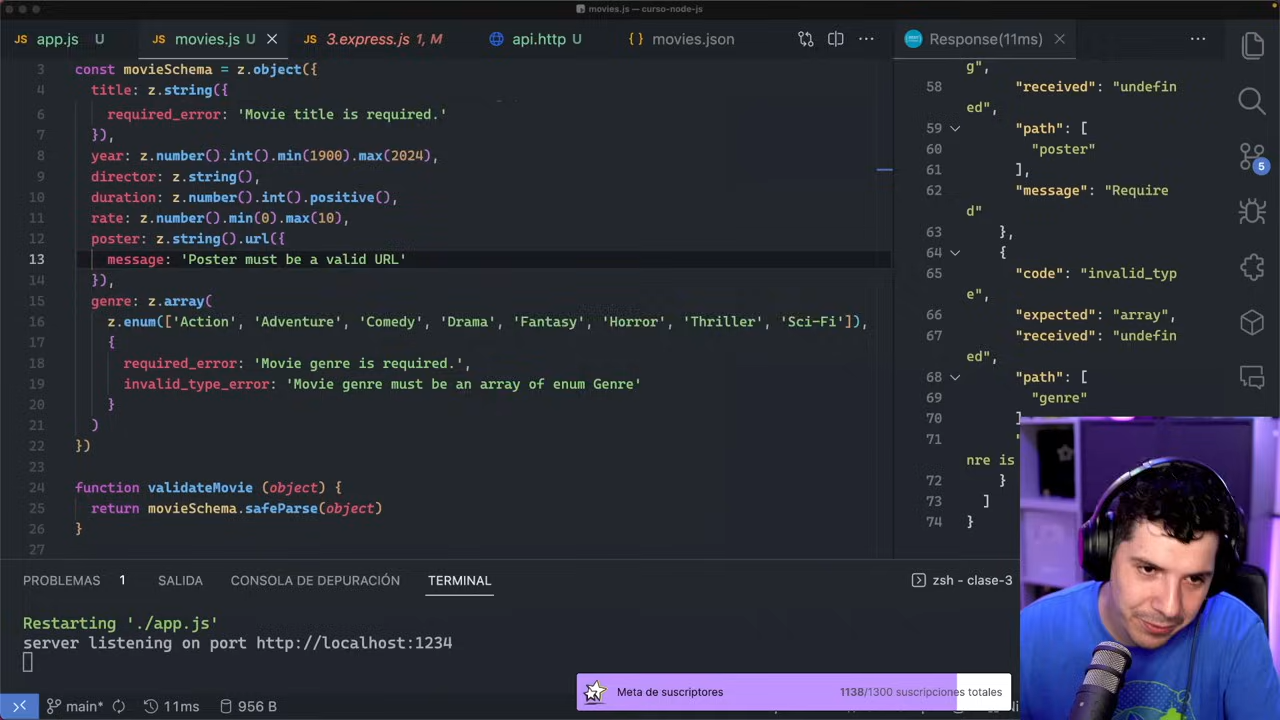 movies.js — curso-node-js
JS app.js U
JS movies.js U
JS 3.express.js 1, M
api.http U
{} movies.json
Response(11ms)
3 const movieSchema = z.object({
4 title: z.string({
6 required_error: 'Movie title is required.'
7 }),
8 year: z.number().int().min(1900).max(2024),
9 director: z.string(),
10 duration: z.number().int().positive(),
11 rate: z.number().min(0).max(10),
12 poster: z.string().url({
13 message: 'Poster must be a valid URL'
14 }),
15 genre: z.array(
16 z.enum(['Action', 'Adventure', 'Comedy', 'Drama', 'Fantasy', 'Horror', 'Thriller', 'Sci-Fi']),
17 {
18 required_error: 'Movie genre is required.',
19 invalid_type_error: 'Movie genre must be an array of enum Genre'
20 }
21 )
22 })
23
24 function validateMovie (object) {
25 return movieSchema.safeParse(object)
26 }
27
g",
58 "received": "undefin
ed",
59 "path": [
60 "poster"
61 ],
62 "message": "Require
d"
63 },
64 {
65 "code": "invalid_typ
e",
66 "expected": "array",
67 "received": "undefin
ed",
68 "path": [
69 "genre"
70 ]
71 "
nre is
72 }
73 ]
74 }
5
PROBLEMAS 1 SALIDA CONSOLA DE DEPURACIÓN TERMINAL
zsh - clase-3
Restarting './app.js'
server listening on port http://localhost:1234
Meta de suscriptores 1138/1300 suscripciones totales
main* 11ms 956 B